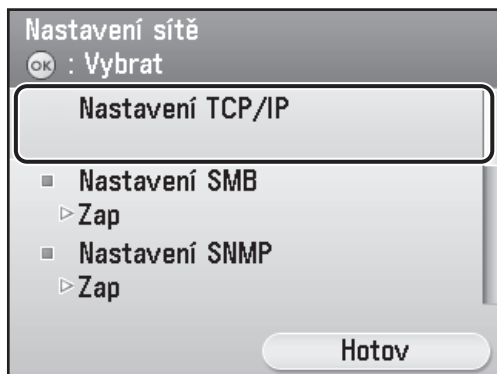 Nastavení sítě
OK : Vybrat
Nastavení TCP/IP
Nastavení SMB
Zap
Nastavení SNMP
Zap
Hotov